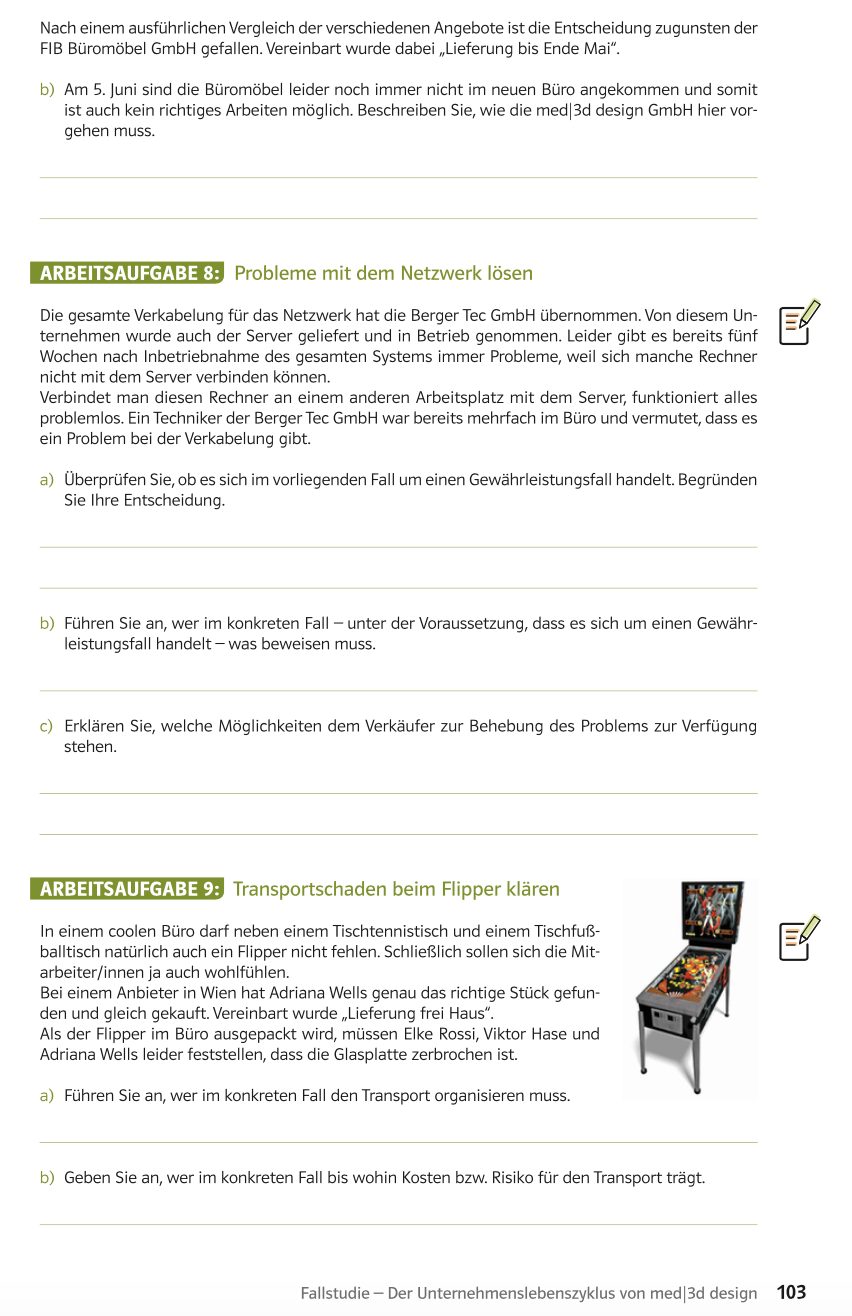 Nach einem ausführlichen Vergleich der verschiedenen Angebote ist die Entscheidung zugunsten der
FIB Büromöbel GmbH gefallen. Vereinbart wurde dabei „Lieferung bis Ende Mai“.
b) Am 5. Juni sind die Büromöbel leider noch immer nicht im neuen Büro angekommen und somit
ist auch kein richtiges Arbeiten möglich. Beschreiben Sie, wie die med|3d design GmbH hier vor-
gehen muss.
ARBEITSAUFGABE 8: Probleme mit dem Netzwerk lösen
Die gesamte Verkabelung für das Netzwerk hat die Berger Tec GmbH übernommen. Von diesem Un-
ternehmen wurde auch der Server geliefert und in Betrieb genommen. Leider gibt es bereits fünf
Wochen nach Inbetriebnahme des gesamten Systems immer Probleme, weil sich manche Rechner
nicht mit dem Server verbinden können.
Verbindet man diesen Rechner an einem anderen Arbeitsplatz mit dem Server, funktioniert alles
problemlos. Ein Techniker der Berger Tec GmbH war bereits mehrfach im Büro und vermutet, dass es
ein Problem bei der Verkabelung gibt.
a) Überprüfen Sie, ob es sich im vorliegenden Fall um einen Gewährleistungsfall handelt. Begründen
Sie Ihre Entscheidung.
b) Führen Sie an, wer im konkreten Fall – unter der Voraussetzung, dass es sich um einen Gewähr-
leistungsfall handelt – was beweisen muss.
c) Erklären Sie, welche Möglichkeiten dem Verkäufer zur Behebung des Problems zur Verfügung
stehen.
ARBEITSAUFGABE 9: Transportschaden beim Flipper klären
In einem coolen Büro darf neben einem Tischtennistisch und einem Tischfuß-
balltisch natürlich auch ein Flipper nicht fehlen. Schließlich sollen sich die Mit-
arbeiter/innen ja auch wohlfühlen.
Bei einem Anbieter in Wien hat Adriana Wells genau das richtige Stück gefun-
den und gleich gekauft. Vereinbart wurde „Lieferung frei Haus“.
Als der Flipper im Büro ausgepackt wird, müssen Elke Rossi, Viktor Hase und
Adriana Wells leider feststellen, dass die Glasplatte zerbrochen ist.
a) Führen Sie an, wer im konkreten Fall den Transport organisieren muss.
b) Geben Sie an, wer im konkreten Fall bis wohin Kosten bzw. Risiko für den Transport trägt.
Fallstudie – Der Unternehmenslebenszyklus von med|3d design 103